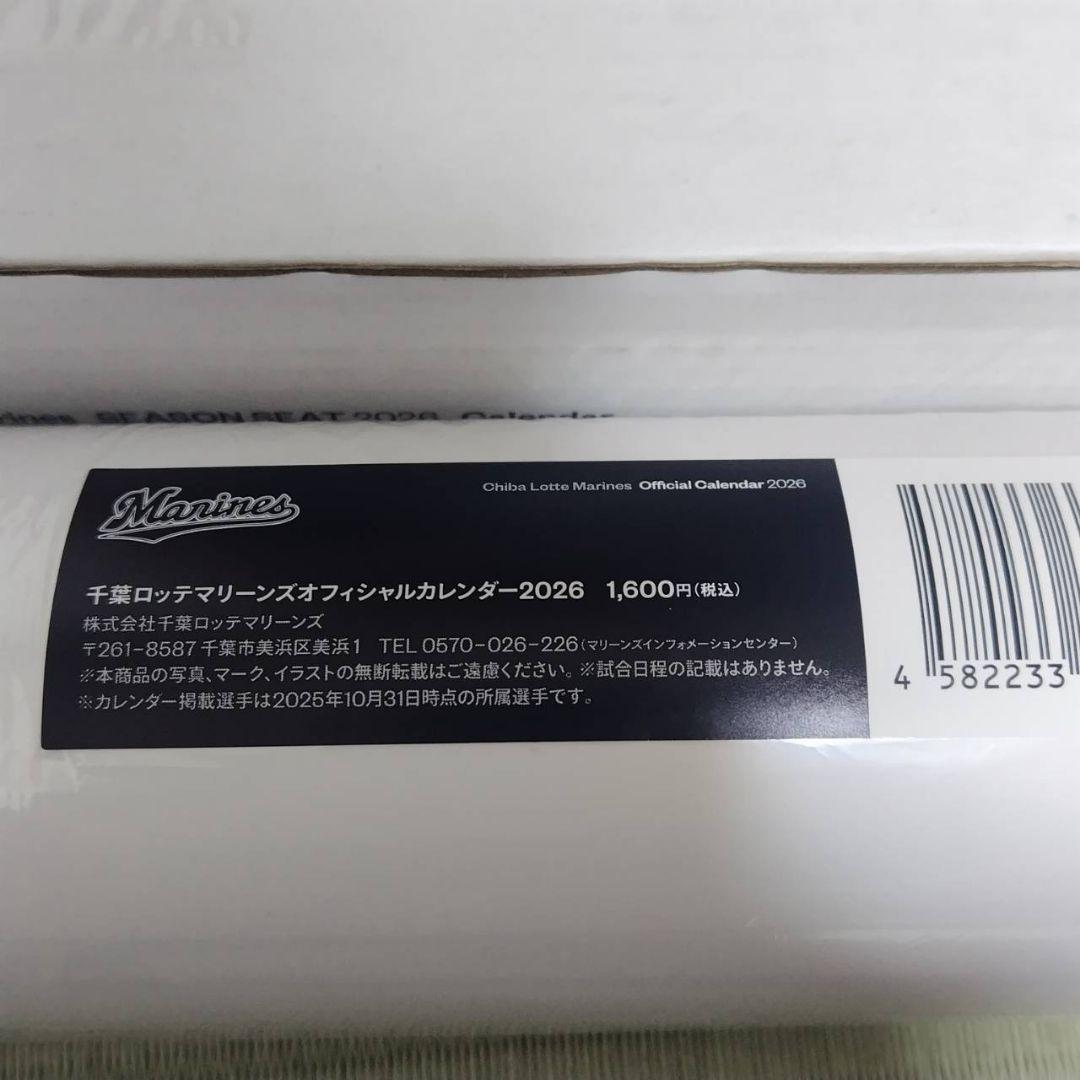 SEASON SEAT 2026 Calendar
Marines
Chiba Lotte Marines Official Calendar 2026
千葉ロッテマリーンズオフィシャルカレンダー2026 1,600円(税込)
株式会社千葉ロッテマリーンズ
〒261-8587 千葉市美浜区美浜1 TEL 0570-026-226(マリーンズインフォメーションセンター)
※本商品の写真、マーク、イラストの無断転載はご遠慮ください。※試合日程の記載はありません。
※カレンダー掲載選手は2025年10月31日時点の所属選手です。
4 582233